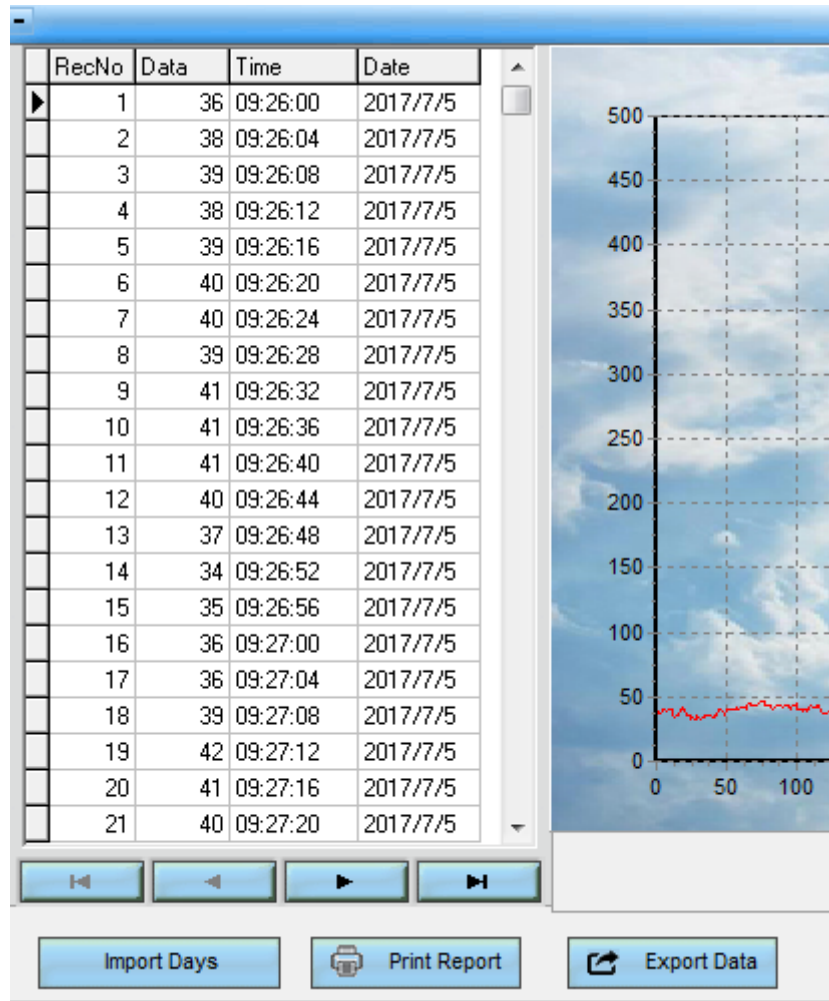 RecNo Data Time Date
1 36 09:26:00 2017/7/5
2 38 09:26:04 2017/7/5
3 39 09:26:08 2017/7/5
4 38 09:26:12 2017/7/5
5 39 09:26:16 2017/7/5
6 40 09:26:20 2017/7/5
7 40 09:26:24 2017/7/5
8 39 09:26:28 2017/7/5
9 41 09:26:32 2017/7/5
10 41 09:26:36 2017/7/5
11 41 09:26:40 2017/7/5
12 40 09:26:44 2017/7/5
13 37 09:26:48 2017/7/5
14 34 09:26:52 2017/7/5
15 35 09:26:56 2017/7/5
16 36 09:27:00 2017/7/5
17 36 09:27:04 2017/7/5
18 39 09:27:08 2017/7/5
19 42 09:27:12 2017/7/5
20 41 09:27:16 2017/7/5
21 40 09:27:20 2017/7/5
500
450
400
350
300
250
200
150
100
50
0
0 50 100
Import Days Print Report Export Data